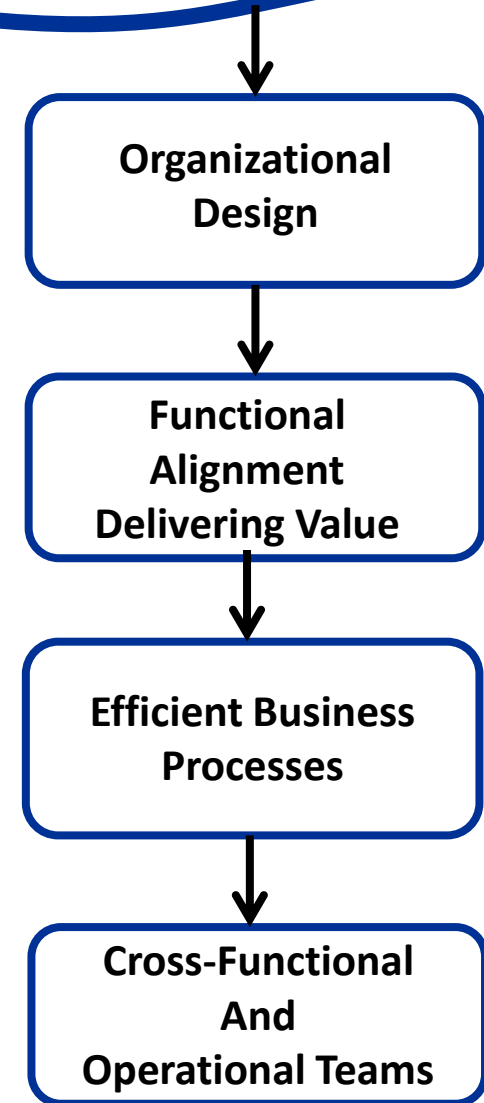 Organizational
Design
Functional
Alignment
Delivering Value
Efficient Business
Processes
Cross-Functional
And
Operational Teams